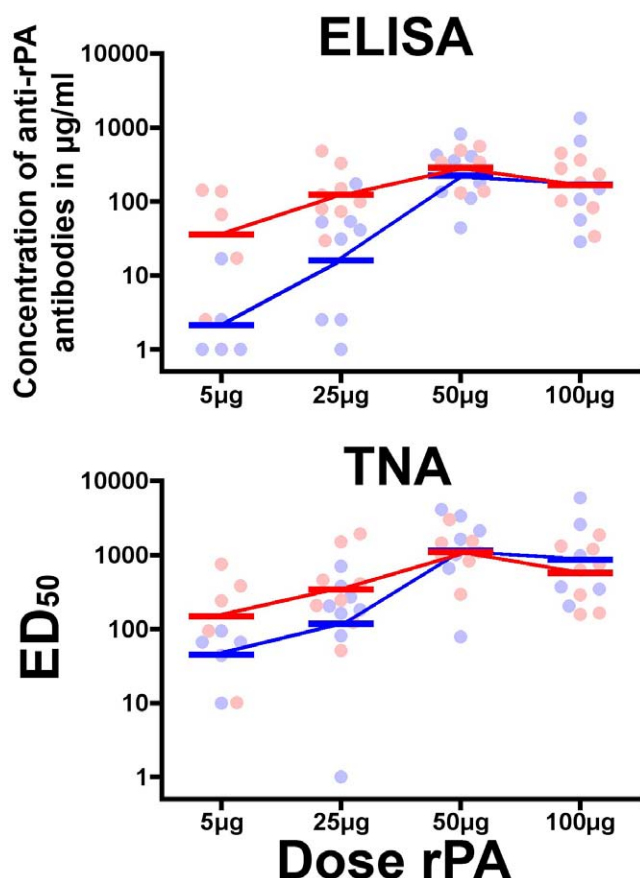 ELISA
Concentration of anti-rPA
antibodies in µg/ml
10000
1000
100
10
1
5µg 25µg 50µg 100µg
TNA
ED50
10000
1000
100
10
1
5µg 25µg 50µg 100µg
Dose rPA